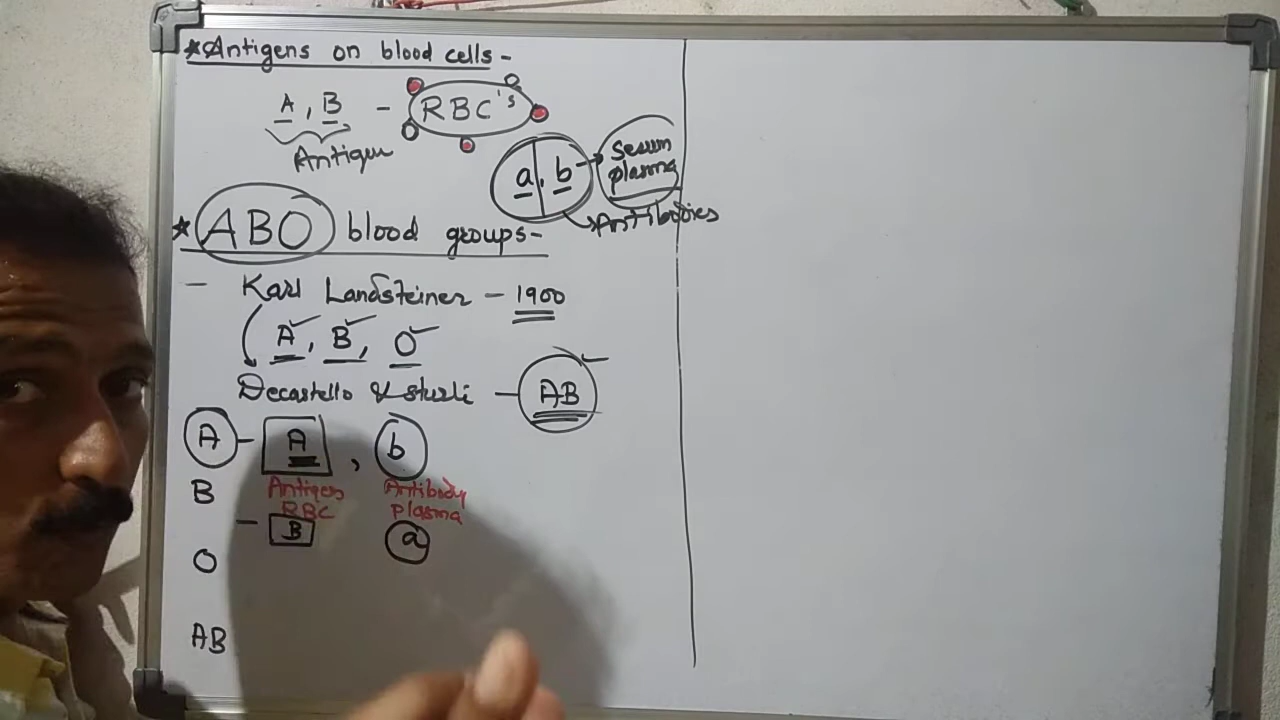 *Antigens on blood cells -
A, B - RBC's
Antigen
a, b → serum plasma
→ Antibodies
* ABO blood groups-
- Karl Landsteiner - 1900
A, B, O
Decastello & sturli - AB
A - A, b
Antigen Antibody
RBC plasma
B - B a
O
AB